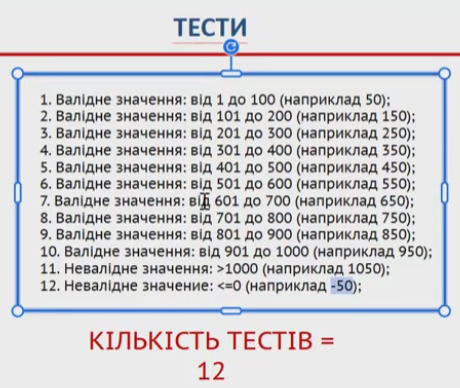 ТЕСТИ
1. Валідне значення: від 1 до 100 (наприклад 50);
2. Валідне значення: від 101 до 200 (наприклад 150);
3. Валідне значення: від 201 до 300 (наприклад 250);
4. Валідне значення: від 301 до 400 (наприклад 350);
5. Валідне значення: від 401 до 500 (наприклад 450);
6. Валідне значення: від 501 до 600 (наприклад 550);
7. Валідне значення: від 601 до 700 (наприклад 650);
8. Валідне значення: від 701 до 800 (наприклад 750);
9. Валідне значення: від 801 до 900 (наприклад 850);
10. Валідне значення: від 901 до 1000 (наприклад 950);
11. Невалідне значення: >1000 (наприклад 1050);
12. Невалідне значение: <=0 (наприклад -50);
КІЛЬКІСТЬ ТЕСТІВ =
12